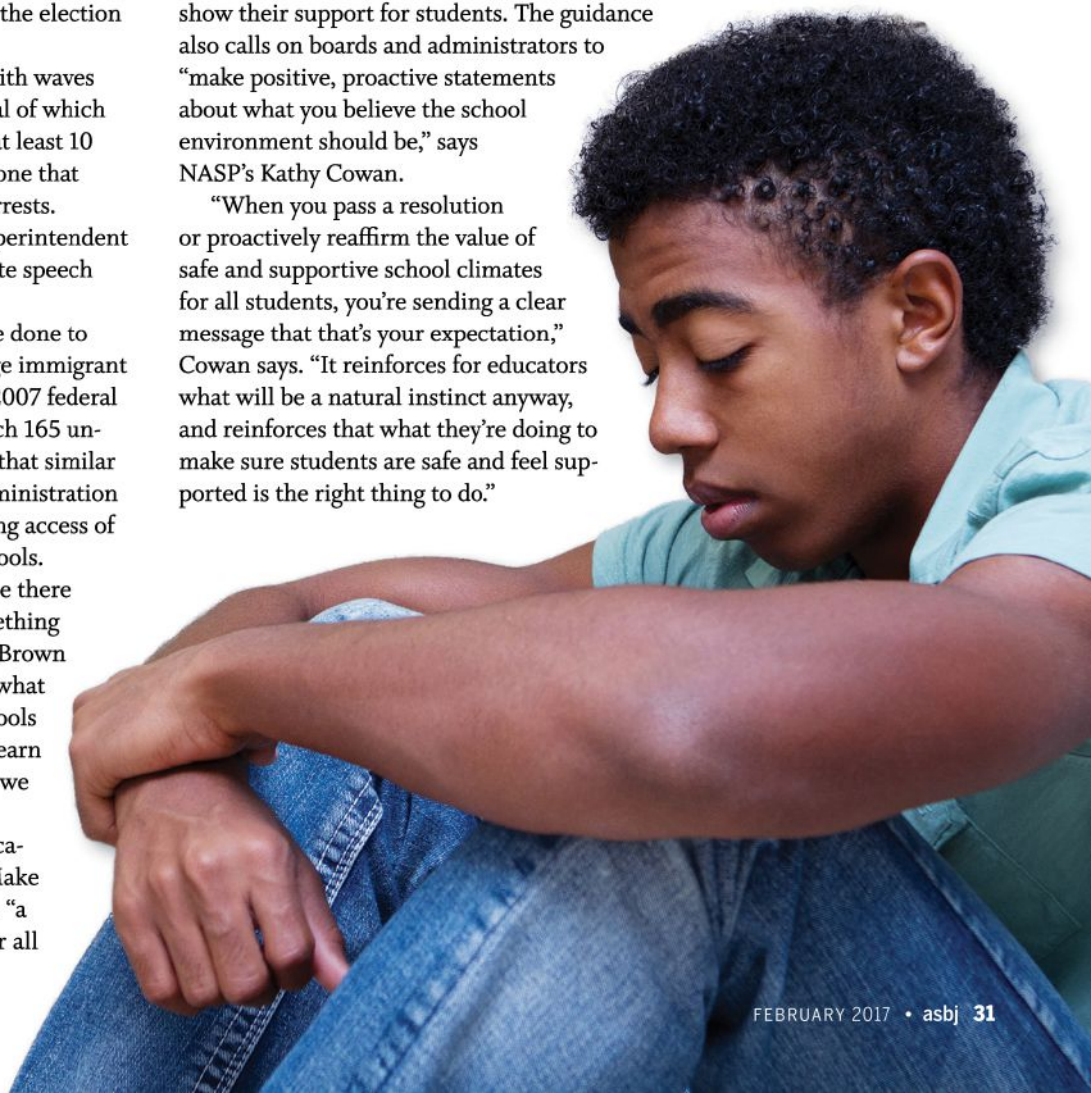 the election
ith waves
al of which
t least 10
one that
rrests.
perintendent
te speech
e done to
ge immigrant
2007 federal
ch 165 un-
that similar
ministration
ng access of
ools.
e there
ething
Brown
what
ools
earn
we
ca-
ake
“a
r all
show their support for students. The guidance
also calls on boards and administrators to
“make positive, proactive statements
about what you believe the school
environment should be,” says
NASP’s Kathy Cowan.
“When you pass a resolution
or proactively reaffirm the value of
safe and supportive school climates
for all students, you’re sending a clear
message that that’s your expectation,”
Cowan says. “It reinforces for educators
what will be a natural instinct anyway,
and reinforces that what they’re doing to
make sure students are safe and feel sup-
ported is the right thing to do.”
FEBRUARY 2017 • asbj 31